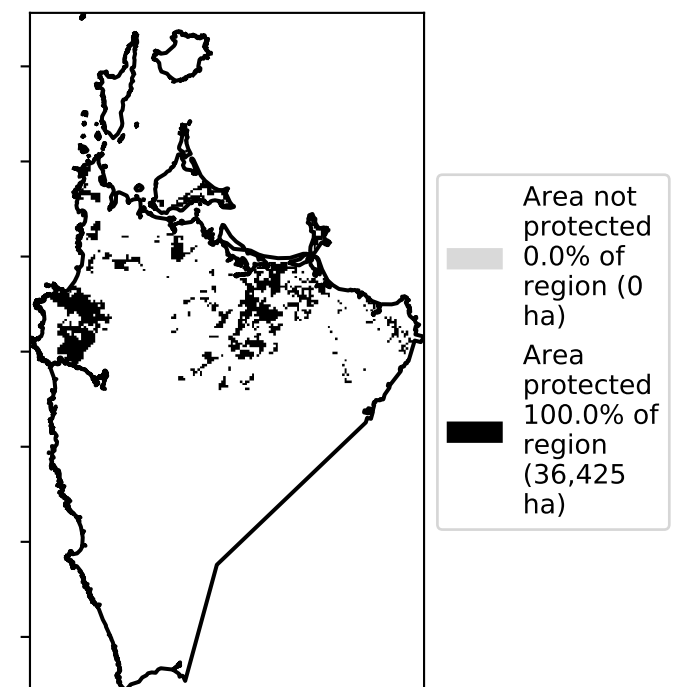 Area not
protected
0.0% of
region (0
ha)
Area
protected
100.0% of
region
(36,425
ha)